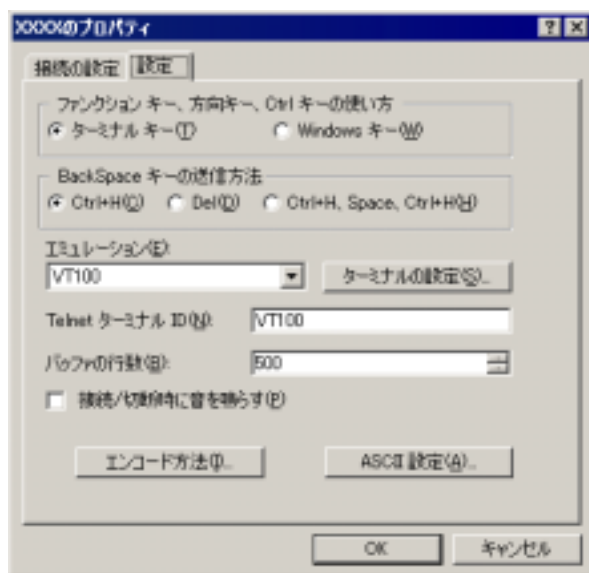 XXXXのプロパティ
接続の設定 設定
ファンクション キー、方向キー、Ctrl キーの使い方
ターミナル キー(T) Windows キー(W)
BackSpace キーの送信方法
Ctrl+H(C) Del(D) Ctrl+H, Space, Ctrl+H(H)
エミュレーション(E):
VT100 ターミナルの設定(S)...
Telnet ターミナル ID(N): VT100
バッファの行数(B): 500
接続/切断時に音を鳴らす(P)
エンコード方法(I)... ASCII 設定(A)...
OK キャンセル